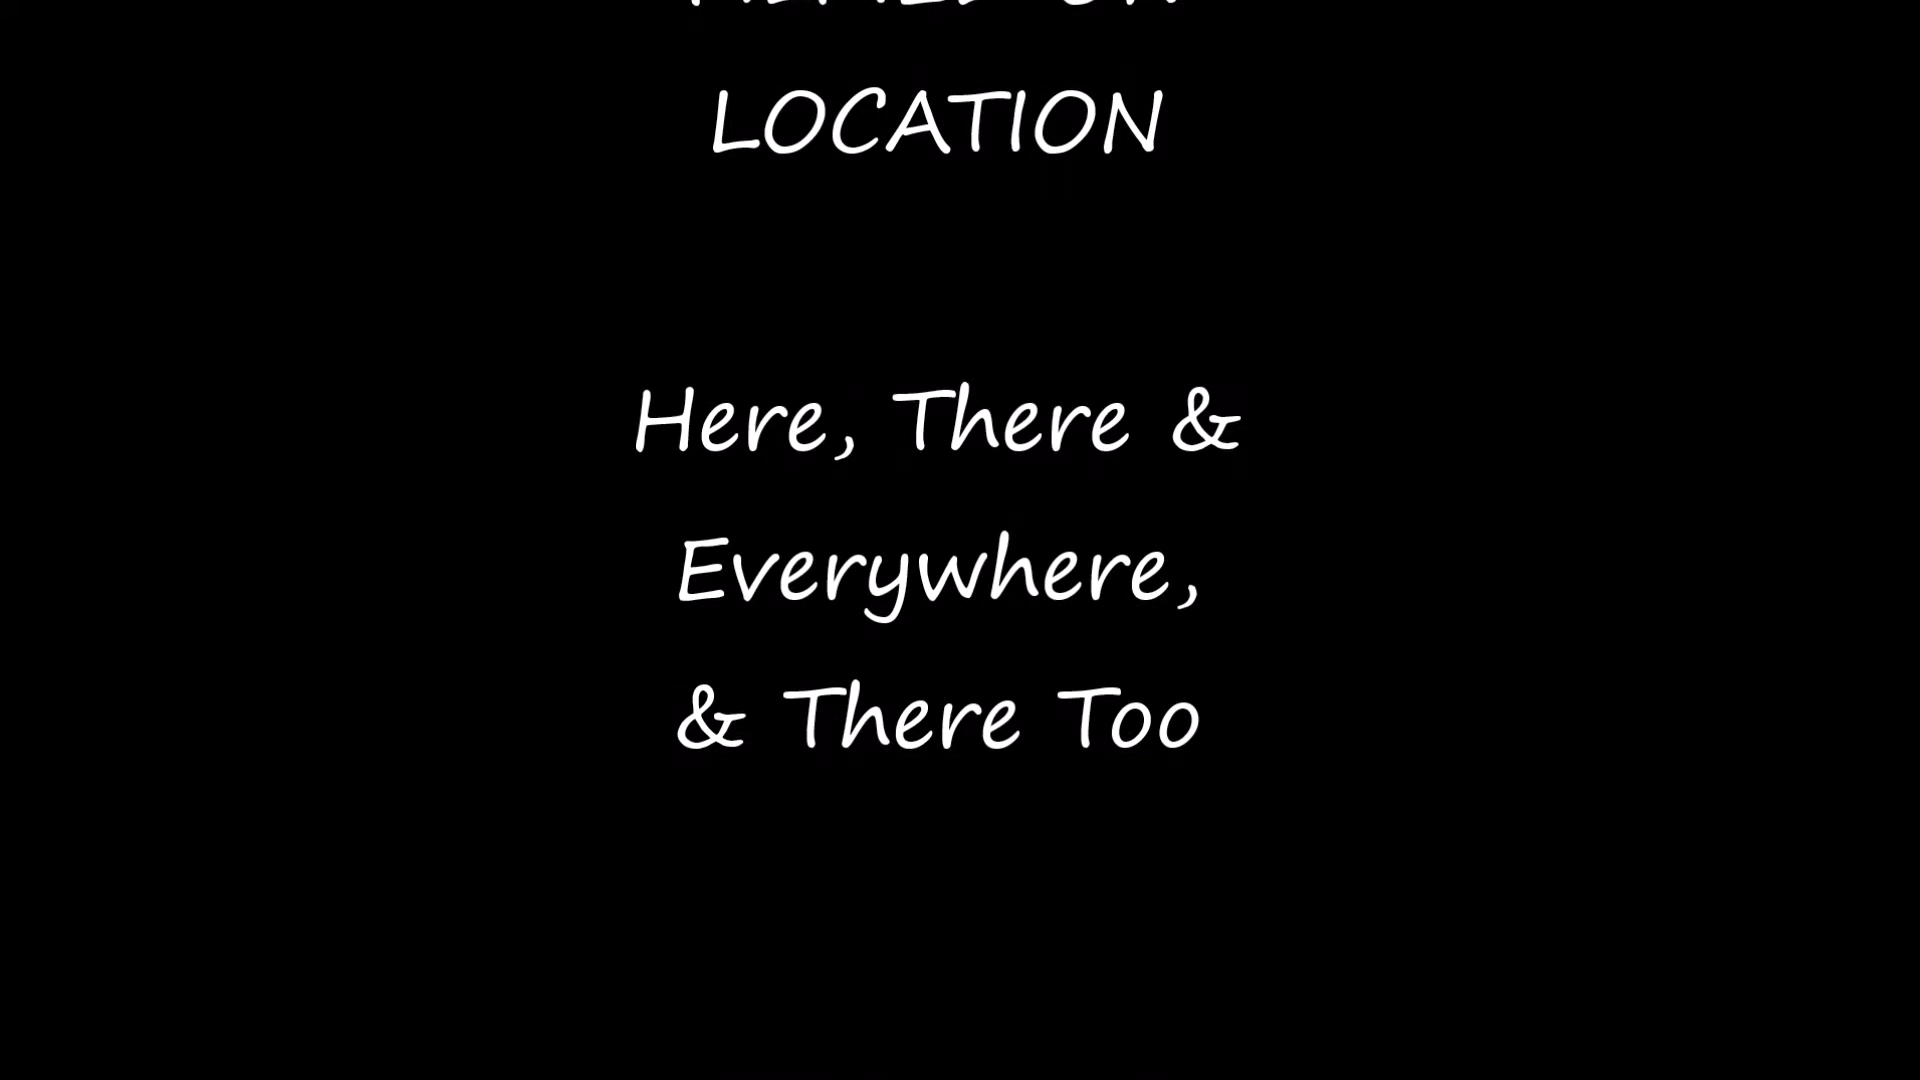 LOCATION
Here, There &
Everywhere,
& There Too